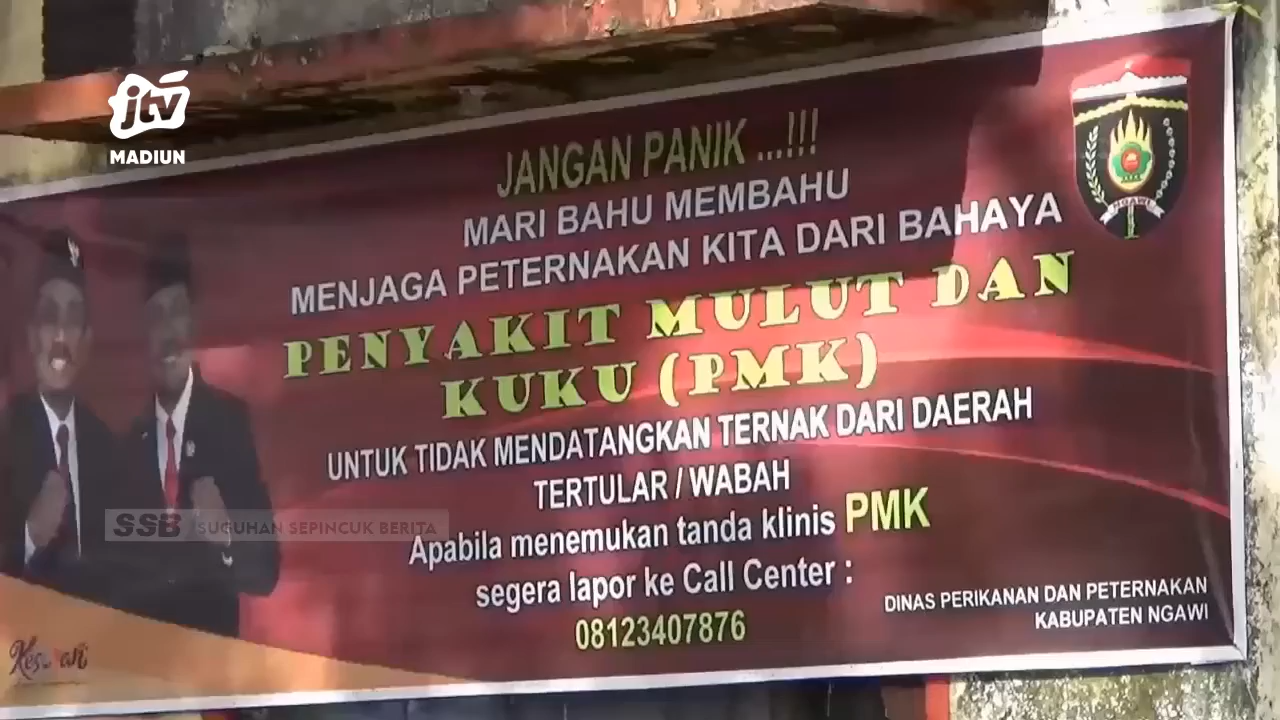 jtv
MADIUN
JANGAN PANIK ...!!!
MARI BAHU MEMBAHU
MENJAGA PETERNAKAN KITA DARI BAHAYA
PENYAKIT MULUT DAN
KUKU (PMK)
UNTUK TIDAK MENDATANGKAN TERNAK DARI DAERAH
TERTULAR / WABAH
Apabila menemukan tanda klinis PMK
segera lapor ke Call Center :
08123407876
DINAS PERIKANAN DAN PETERNAKAN
KABUPATEN NGAWI
NGAWI
SSB SUGUHAN SEPINCUK BERITA